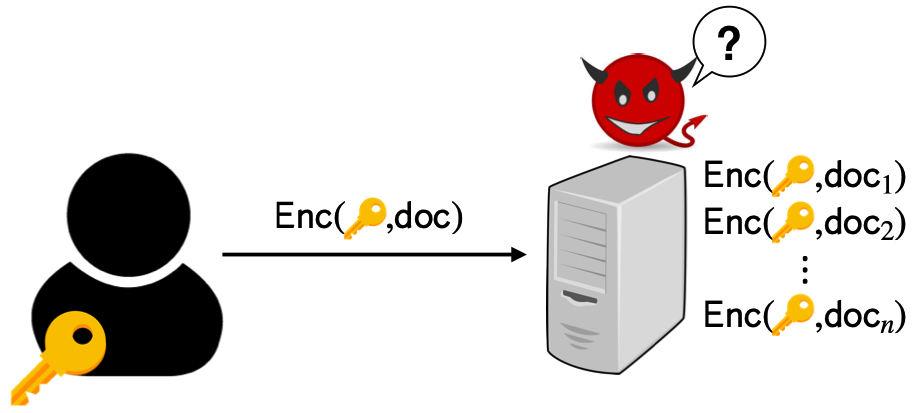 ?
Enc(🔑,doc)
Enc(🔑,doc₁)
Enc(🔑,doc₂)
⋮
Enc(🔑,docₙ)